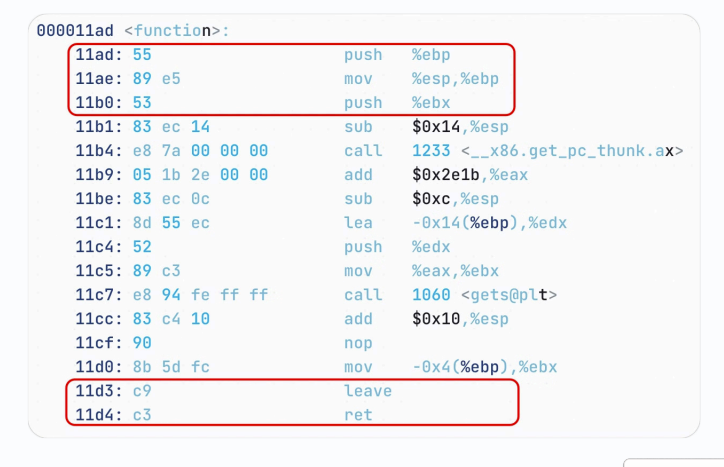 000011ad <function>:
11ad: 55 push %ebp
11ae: 89 e5 mov %esp,%ebp
11b0: 53 push %ebx
11b1: 83 ec 14 sub $0x14,%esp
11b4: e8 7a 00 00 00 call 1233 <__x86.get_pc_thunk.ax>
11b9: 05 1b 2e 00 00 add $0x2e1b,%eax
11be: 83 ec 0c sub $0xc,%esp
11c1: 8d 55 ec lea -0x14(%ebp),%edx
11c4: 52 push %edx
11c5: 89 c3 mov %eax,%ebx
11c7: e8 94 fe ff ff call 1060 <gets@plt>
11cc: 83 c4 10 add $0x10,%esp
11cf: 90 nop
11d0: 8b 5d fc mov -0x4(%ebp),%ebx
11d3: c9 leave
11d4: c3 ret